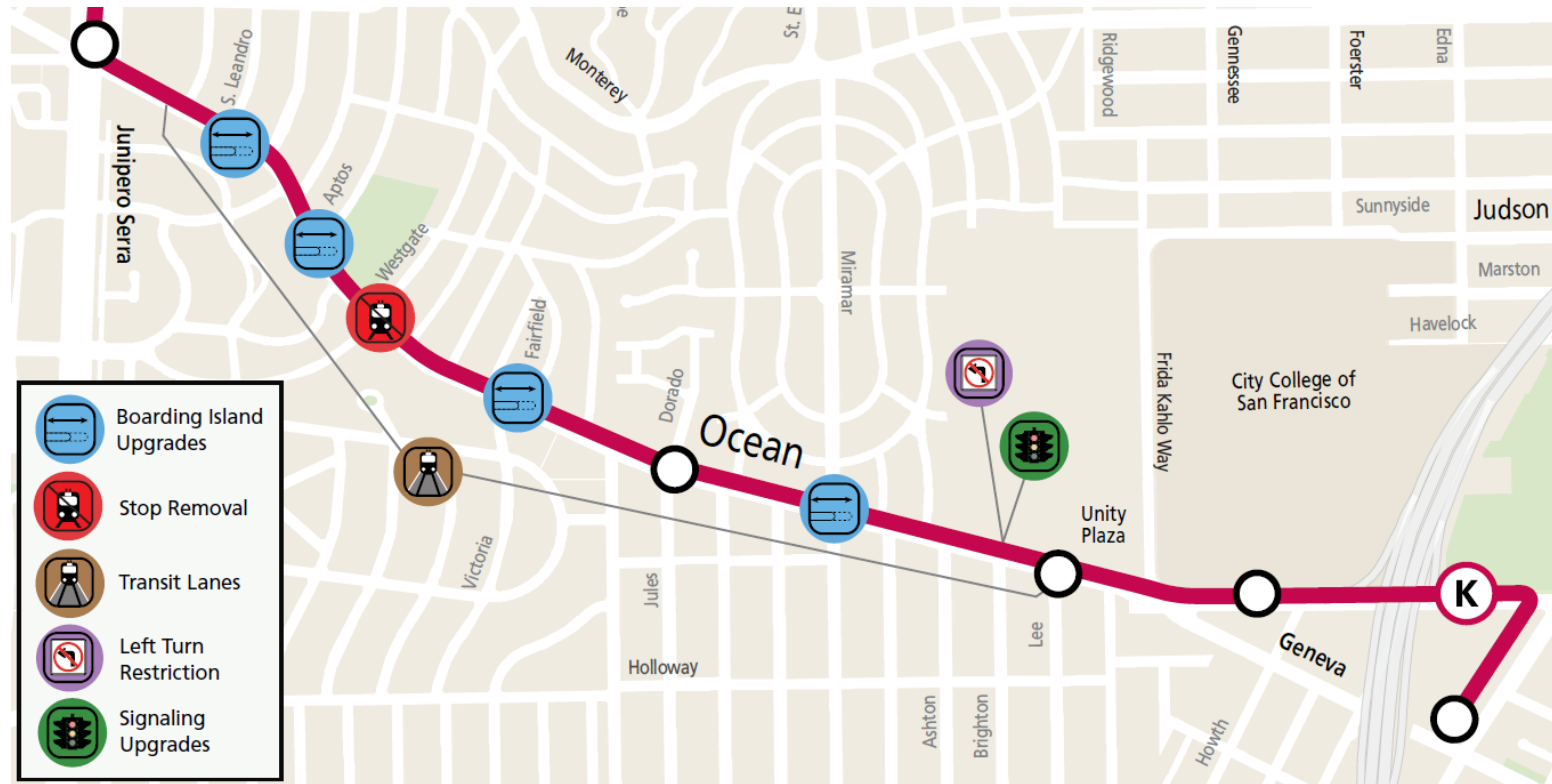 S. Leandro
Monterey
St. E
Ridgewood
Gennessee
Foerster
Edna
Junipero Serra
Aptos
Westgate
Miramar
Sunnyside
Judson
Marston
Havelock
Fairfield
Dorado
Ocean
Frida Kahlo Way
City College of
San Francisco
Unity
Plaza
Victoria
Jules
Lee
K
Geneva
Holloway
Ashton
Brighton
Howth
Boarding Island
Upgrades
Stop Removal
Transit Lanes
Left Turn
Restriction
Signaling
Upgrades